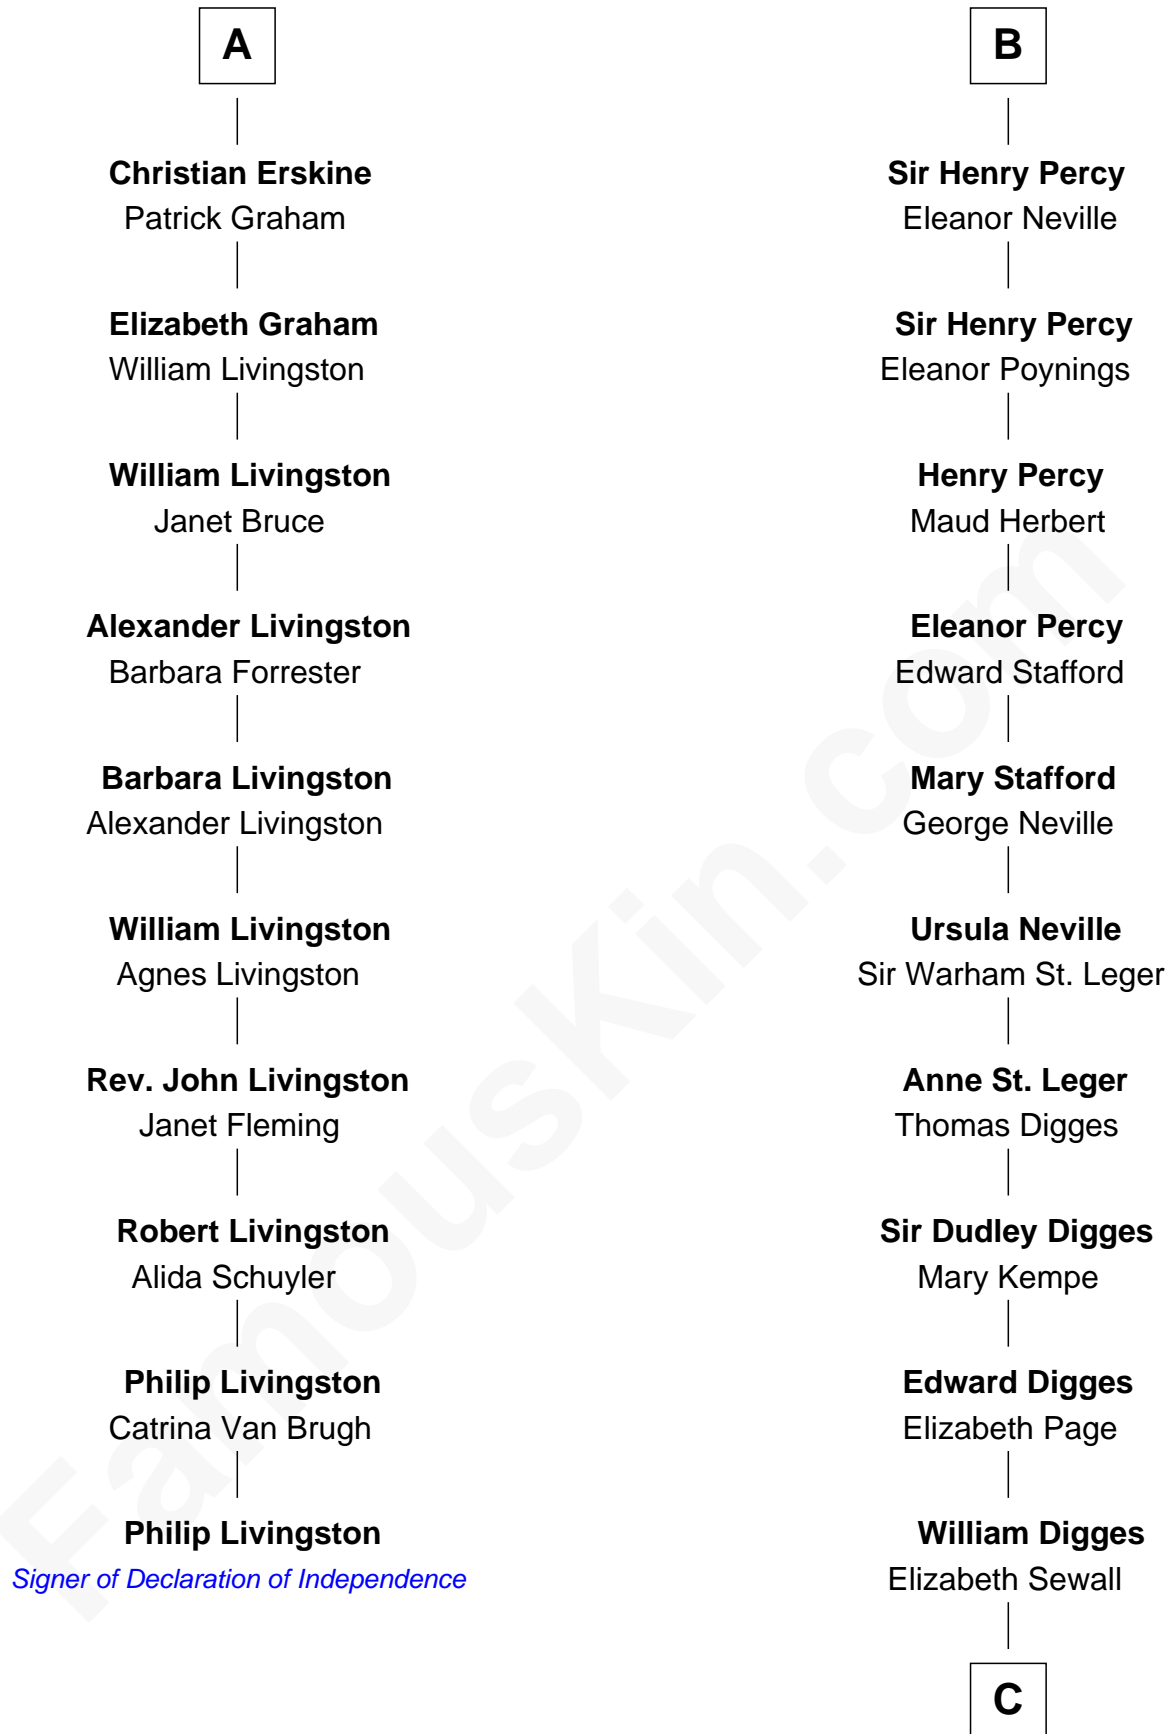 A
Christian Erskine
Patrick Graham
Elizabeth Graham
William Livingston
William Livingston
Janet Bruce
Alexander Livingston
Barbara Forrester
Barbara Livingston
Alexander Livingston
William Livingston
Agnes Livingston
Rev. John Livingston
Janet Fleming
Robert Livingston
Alida Schuyler
Philip Livingston
Catrina Van Brugh
Philip Livingston
Signer of Declaration of Independence
B
Sir Henry Percy
Eleanor Neville
Sir Henry Percy
Eleanor Poynings
Henry Percy
Maud Herbert
Eleanor Percy
Edward Stafford
Mary Stafford
George Neville
Ursula Neville
Sir Warham St. Leger
Anne St. Leger
Thomas Digges
Sir Dudley Digges
Mary Kempe
Edward Digges
Elizabeth Page
William Digges
Elizabeth Sewall
C
FamousKin.com